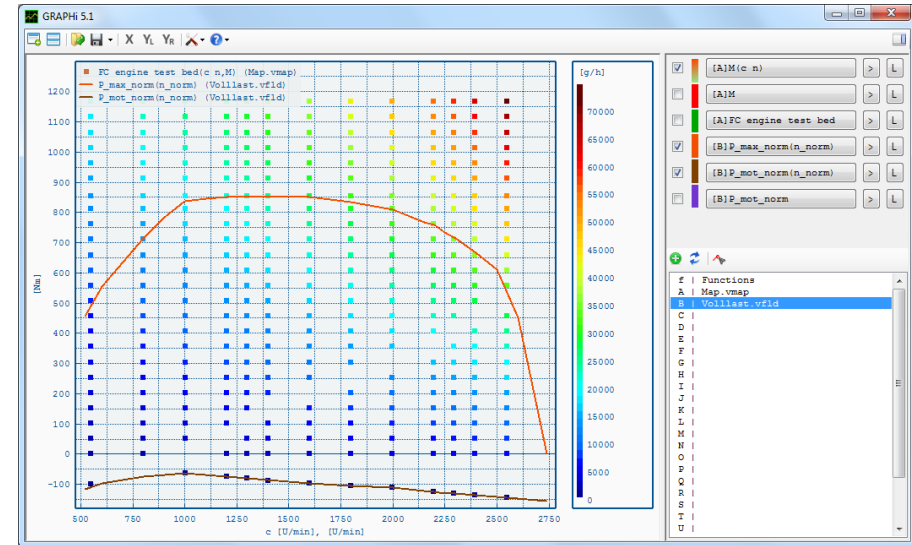 GRAPHi 5.1
X YL YR
FC engine test bed(c n,M) (Map.vmap)
P_max_norm(n_norm) (Volllast.vfld)
P_mot_norm(n_norm) (Volllast.vfld)
1200
1100
1000
900
800
700
600
500
400
300
200
100
0
-100
[Nm]
500 750 1000 1250 1500 1750 2000 2250 2500 2750
c [U/min], [U/min]
[g/h]
70000
65000
60000
55000
50000
45000
40000
35000
30000
25000
20000
15000
10000
5000
0
[A]M(c n) > L
[A]M > L
[A]FC engine test bed > L
[B]P_max_norm(n_norm) > L
[B]P_mot_norm(n_norm) > L
[B]P_mot_norm > L
f | Functions
A | Map.vmap
B | Volllast.vfld
C |
D |
E |
F |
G |
H |
I |
J |
K |
L |
M |
N |
O |
P |
Q |
R |
S |
T |
U |